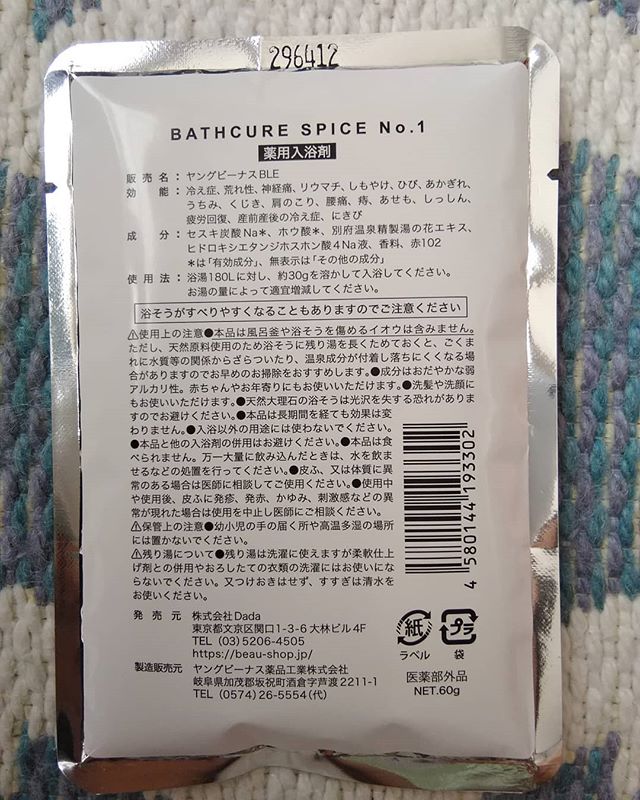 296412
BATHCURE SPICE No.1
薬用入浴剤
販売名：ヤングビーナスBLE
効能：冷え症、荒れ性、神経痛、リウマチ、しもやけ、ひび、あかぎれ、
うちみ、くじき、肩のこり、腰痛、痔、あせも、しっしん、
疲労回復、産前産後の冷え症、にきび
成分：セスキ炭酸Na＊、ホウ酸＊、別府温泉精製湯の花エキス、
ヒドロキシエタンジホスホン酸4Na液、香料、赤102
＊は「有効成分」、無表示は「その他の成分」
使用法：浴湯180Lに対し、約30gを溶かして入浴してください。
お湯の量によって適宜増減してください。
浴そうがすべりやすくなることもありますのでご注意ください
⚠使用上の注意●本品は風呂釜や浴そうを傷めるイオウは含みません。
ただし、天然原料使用のため浴そうに残り湯を長くためておくと、ごくま
れに水質等の関係からざらついたり、温泉成分が付着し落ちにくくなる場
合がありますのでお早めのお掃除をおすすめします。●成分はおだやかな弱
アルカリ性。赤ちゃんやお年寄りにもお使いいただけます。●洗髪や洗顔に
もお使いいただけます。●天然大理石の浴そうは光沢を失する恐れがありま
すのでお避けください。●本品は長期間を経ても効果は変
わりません。●入浴以外の用途には使わないでください。
●本品と他の入浴剤の併用はお避けください。●本品は食
べられません。万一大量に飲み込んだときは、水を飲ま
せるなどの処置を行ってください。●皮ふ、又は体質に異
常のある場合は医師に相談してご使用ください。●使用中
や使用後、皮ふに発疹、発赤、かゆみ、刺激感などの異
常が現れた場合は使用を中止し医師にご相談ください。
⚠保管上の注意●幼小児の手の届く所や高温多湿の場所
には置かないでください。
⚠残り湯について●残り湯は洗濯に使えますが柔軟仕上
げ剤との併用やおろしたての衣類の洗濯にはお使いにな
らないでください。又つけおきはせず、すすぎは清水をお
使いください。
4 580144 193302
発売元 株式会社Dada
東京都文京区関口1-3-6 大林ビル4F
TEL (03)5206-4505
https://beau-shop.jp/
製造販売元 ヤングビーナス薬品工業株式会社
岐阜県加茂郡坂祝町酒倉字芦渡2211-1
TEL (0574)26-5554(代)
紙
ラベル
プラ
袋
医薬部外品
NET.60g